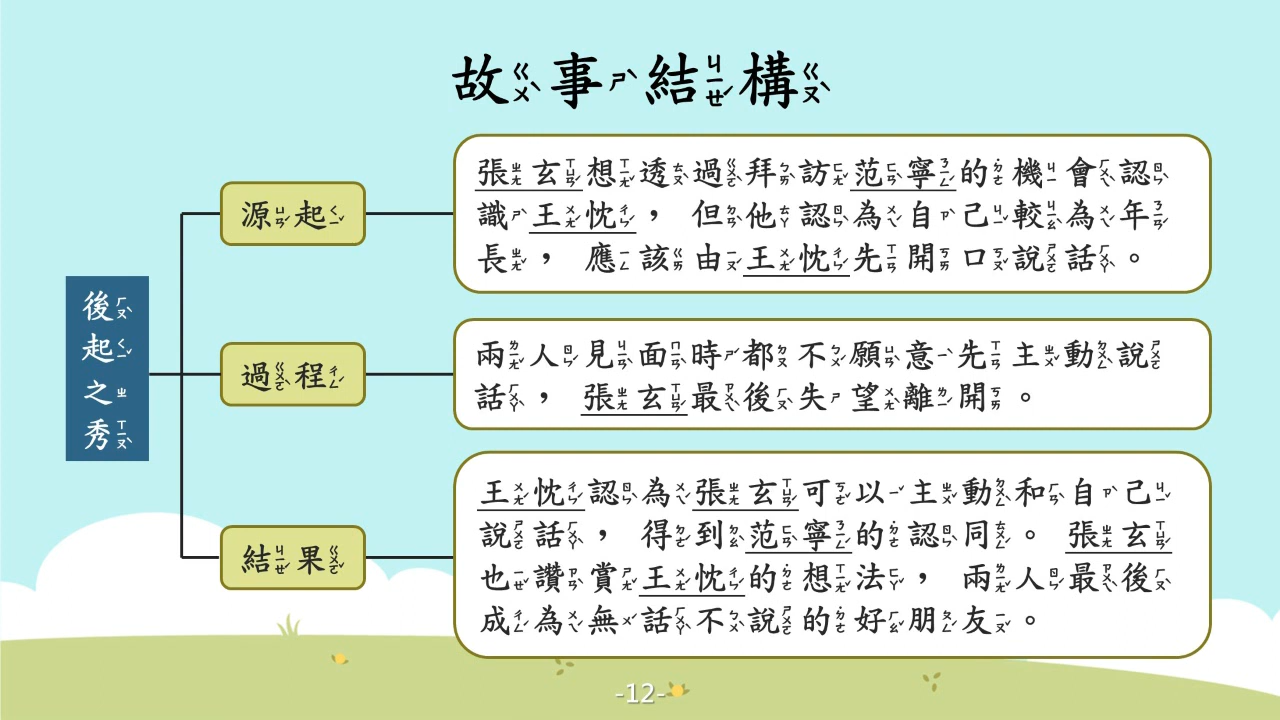 故事結構
後起之秀
源起
張玄想透過拜訪范寧的機會認
識王忱，但他認為自己較為年
長，應該由王忱先開口說話。
過程
兩人見面時都不願意先主動說
話，張玄最後失望離開。
結果
王忱認為張玄可以主動和自己
說話，得到范寧的認同。張玄
也讚賞王忱的想法，兩人最後
成為無話不說的好朋友。
-12-